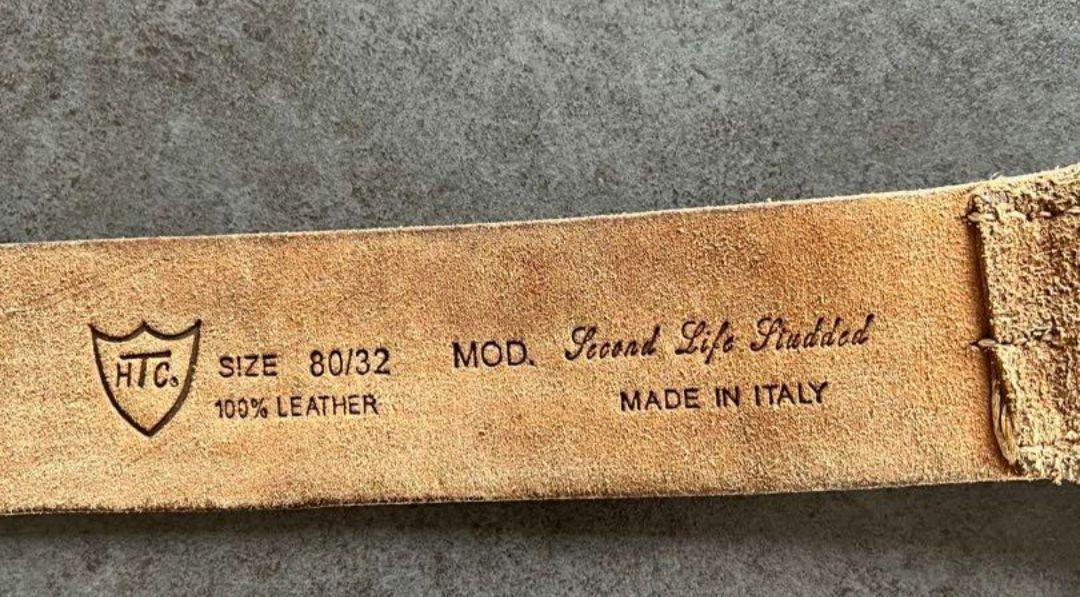 HTC.
SIZE 80/32
100% LEATHER
MOD. Second Life Studded
MADE IN ITALY